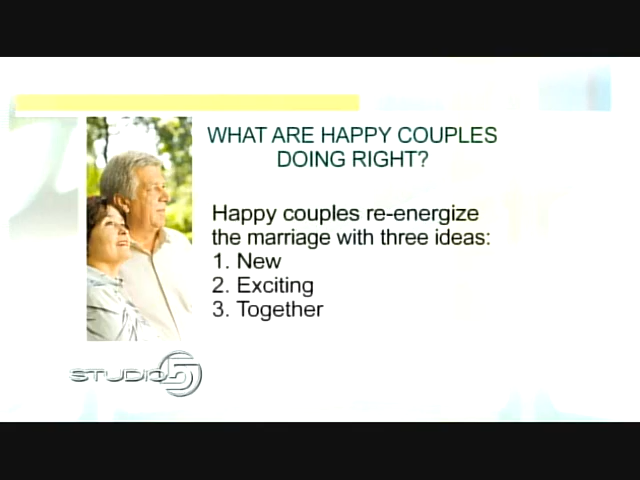 WHAT ARE HAPPY COUPLES
DOING RIGHT?
Happy couples re-energize
the marriage with three ideas:
1. New
2. Exciting
3. Together
STUDIO 5